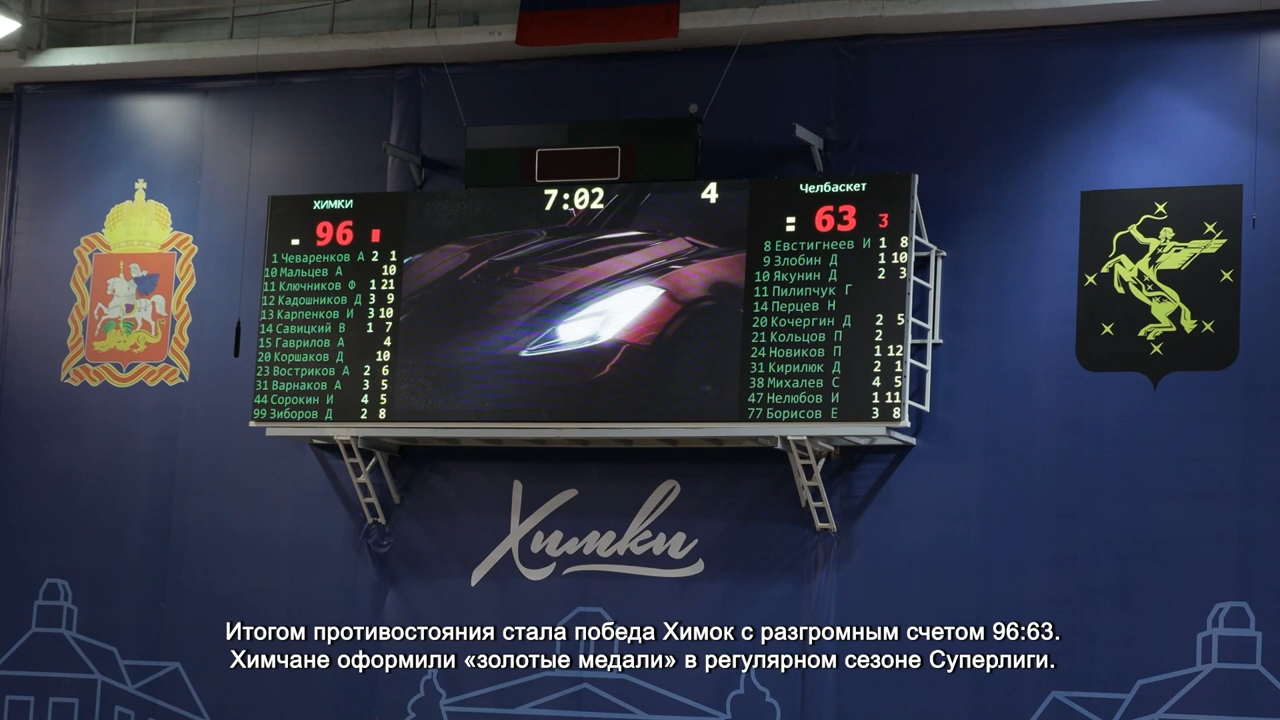 7:02 4
ХИМКИ
96
1 Чеваренков А 2 1
10 Мальцев А 10
11 Ключников Ф 1 21
12 Кадошников Д 3 9
13 Карпенков И 3 10
14 Савицкий В 1 7
15 Гаврилов А 4
20 Коршаков Д 10
23 Востриков А 2 6
31 Варнаков А 3 5
44 Сорокин И 4 5
99 Зиборов Д 2 8
Челбаскет
63 3
8 Евстигнеев И 1 8
9 Злобин Д 1 10
10 Якунин Д 2 3
11 Пилипчук Г
14 Перцев Н
20 Кочергин Д 2 5
21 Кольцов П 2
24 Новиков П 1 12
31 Кирилюк Д 2 1
38 Михалев С 4 5
47 Нелюбов И 1 11
77 Борисов Е 3 8
Химки
Итогом противостояния стала победа Химок с разгромным счетом 96:63.
Химчане оформили «золотые медали» в регулярном сезоне Суперлиги.